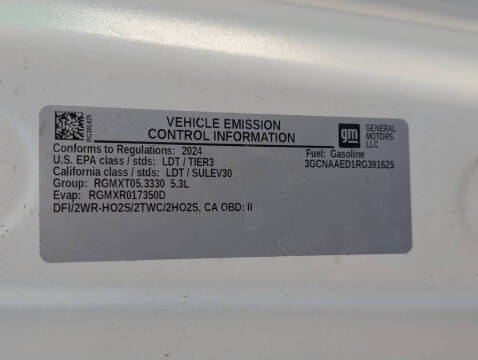 RG391625
VEHICLE EMISSION
CONTROL INFORMATION
gm
GENERAL
MOTORS
LLC
Conforms to Regulations: 2024
U.S. EPA class / stds: LDT / TIER3
California class / stds: LDT / SULEV30
Group: RGMXT05.3330 5.3L
Evap: RGMXR017350D
DFI/2WR-HO2S/2TWC/2HO2S, CA OBD: II
Fuel: Gasoline
3GCNAAED1RG391625